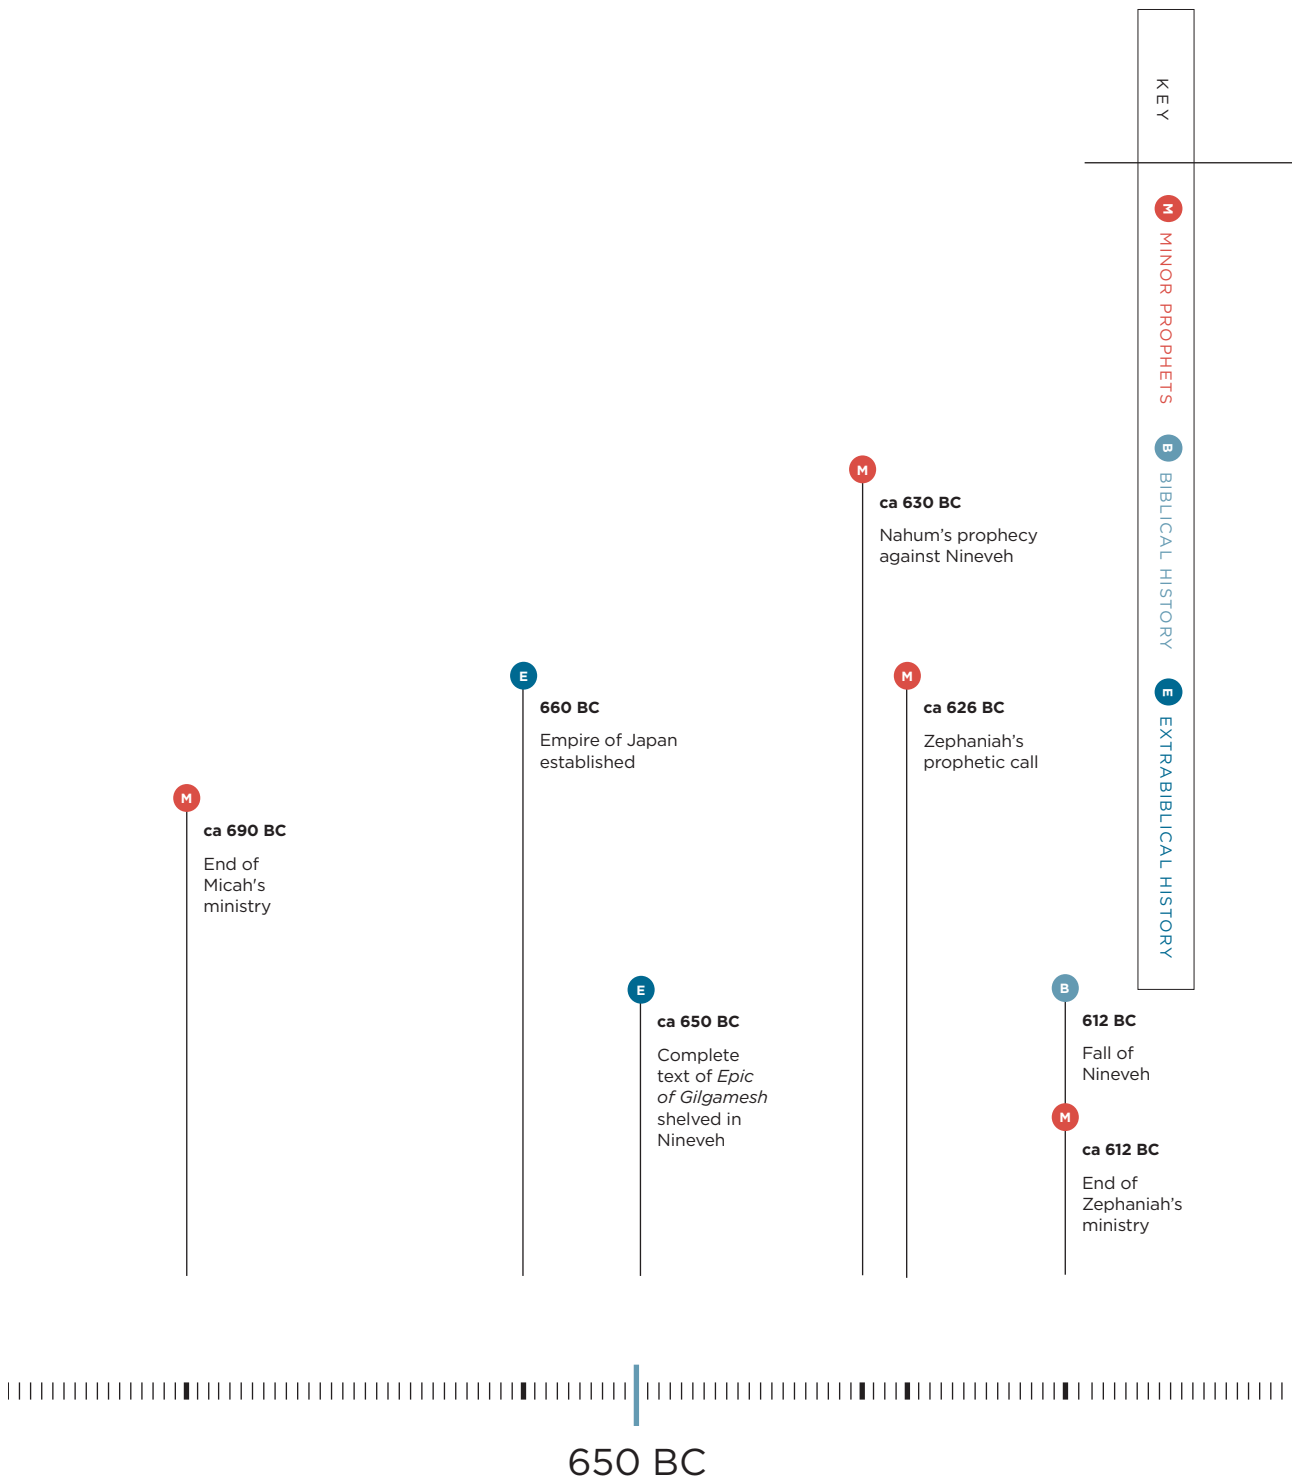 KEY
M MINOR PROPHETS
B BIBLICAL HISTORY
E EXTRABIBLICAL HISTORY
M
ca 690 BC
End of
Micah's
ministry
E
660 BC
Empire of Japan
established
E
ca 650 BC
Complete
text of Epic
of Gilgamesh
shelved in
Nineveh
M
ca 630 BC
Nahum’s prophecy
against Nineveh
M
ca 626 BC
Zephaniah’s
prophetic call
B
612 BC
Fall of
Nineveh
M
ca 612 BC
End of
Zephaniah’s
ministry
650 BC